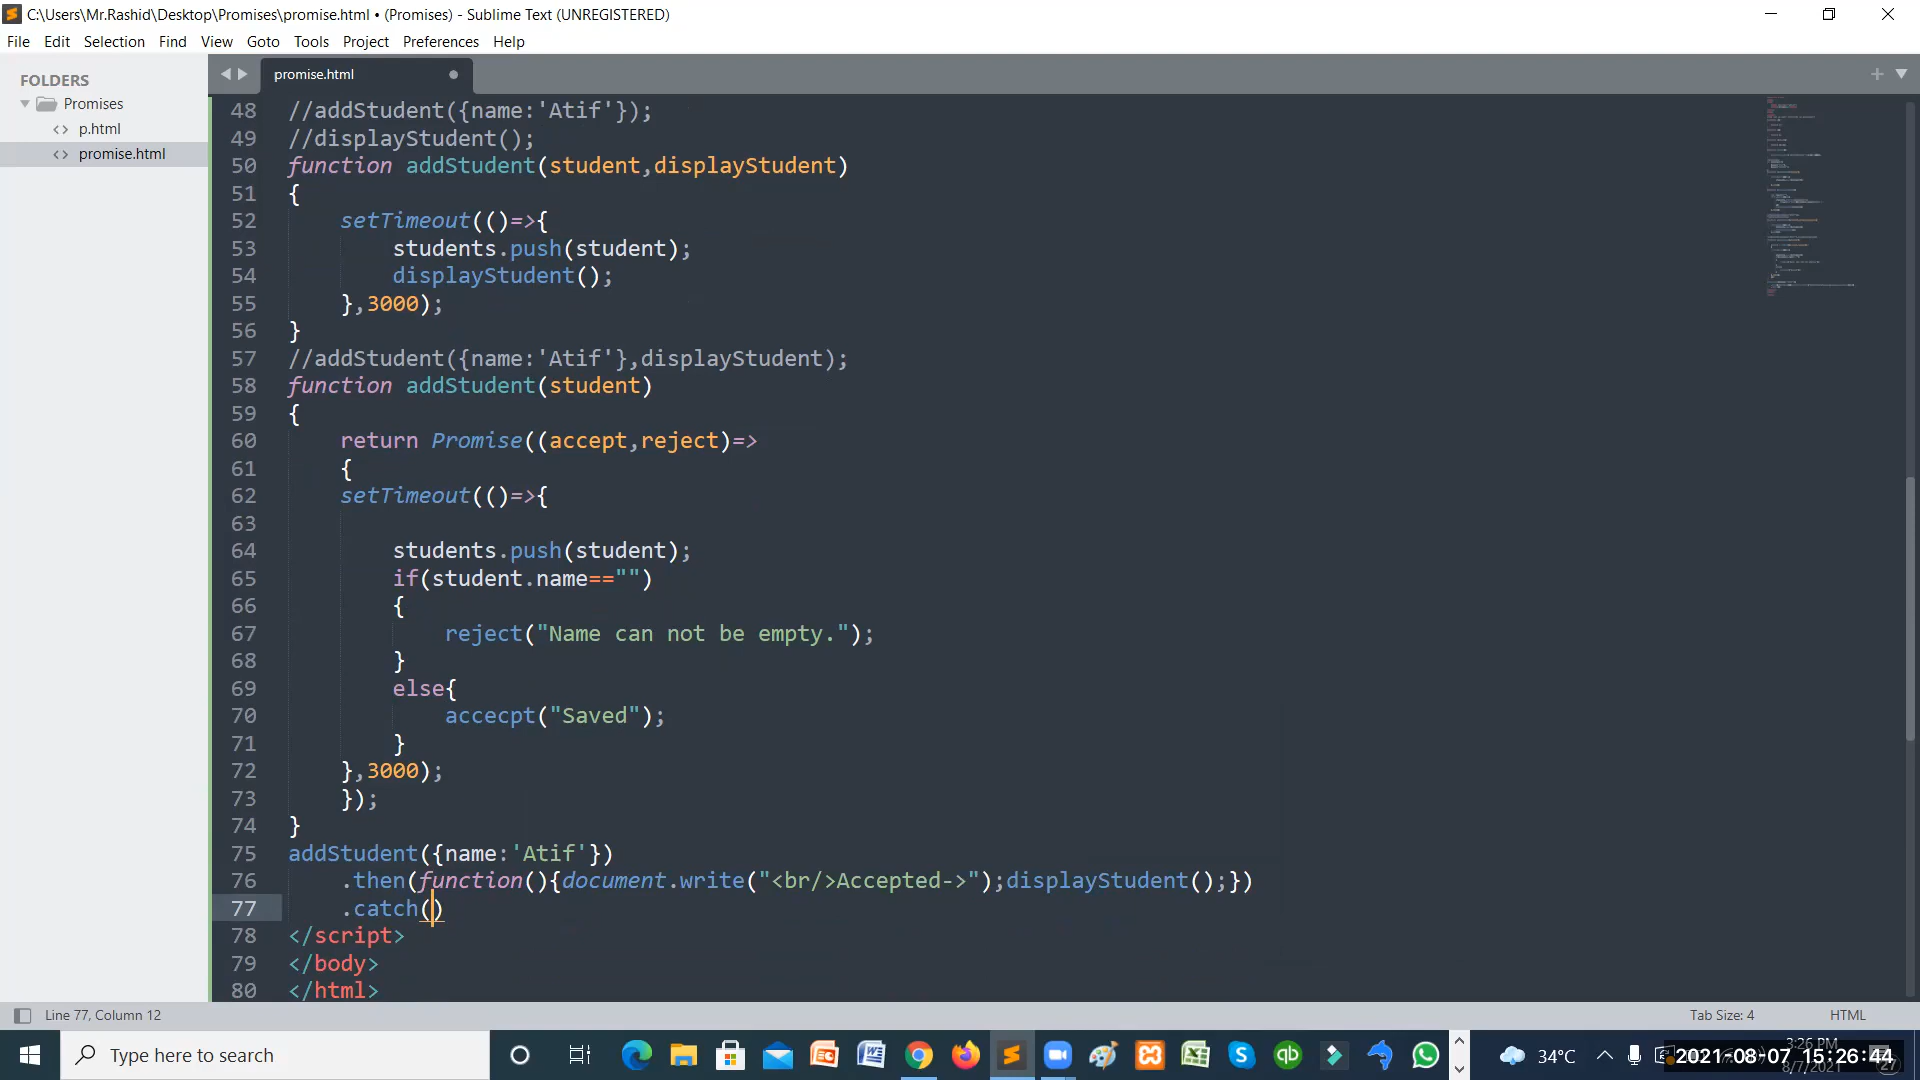 C:\Users\Mr.Rashid\Desktop\Promises\promise.html • (Promises) - Sublime Text (UNREGISTERED)
File Edit Selection Find View Goto Tools Project Preferences Help
FOLDERS
Promises
p.html
promise.html
promise.html
48 //addStudent({name:'Atif'});
49 //displayStudent();
50 function addStudent(student,displayStudent)
51 {
52     setTimeout(()=>{
53         students.push(student);
54         displayStudent();
55     },3000);
56 }
57 //addStudent({name:'Atif'},displayStudent);
58 function addStudent(student)
59 {
60     return Promise((accept,reject)=>
61     {
62     setTimeout(()=>{
63
64         students.push(student);
65         if(student.name=="")
66         {
67             reject("Name can not be empty.");
68         }
69         else{
70             accecpt("Saved");
71         }
72     },3000);
73     });
74 }
75 addStudent({name:'Atif'})
76     .then(function(){document.write("<br/>Accepted->");displayStudent();})
77     .catch()
78 </script>
79 </body>
80 </html>
Line 77, Column 12
Tab Size: 4
HTML
Type here to search
34°C
3:26 PM
2021-08-07 15:26:44
8/7/2021
27